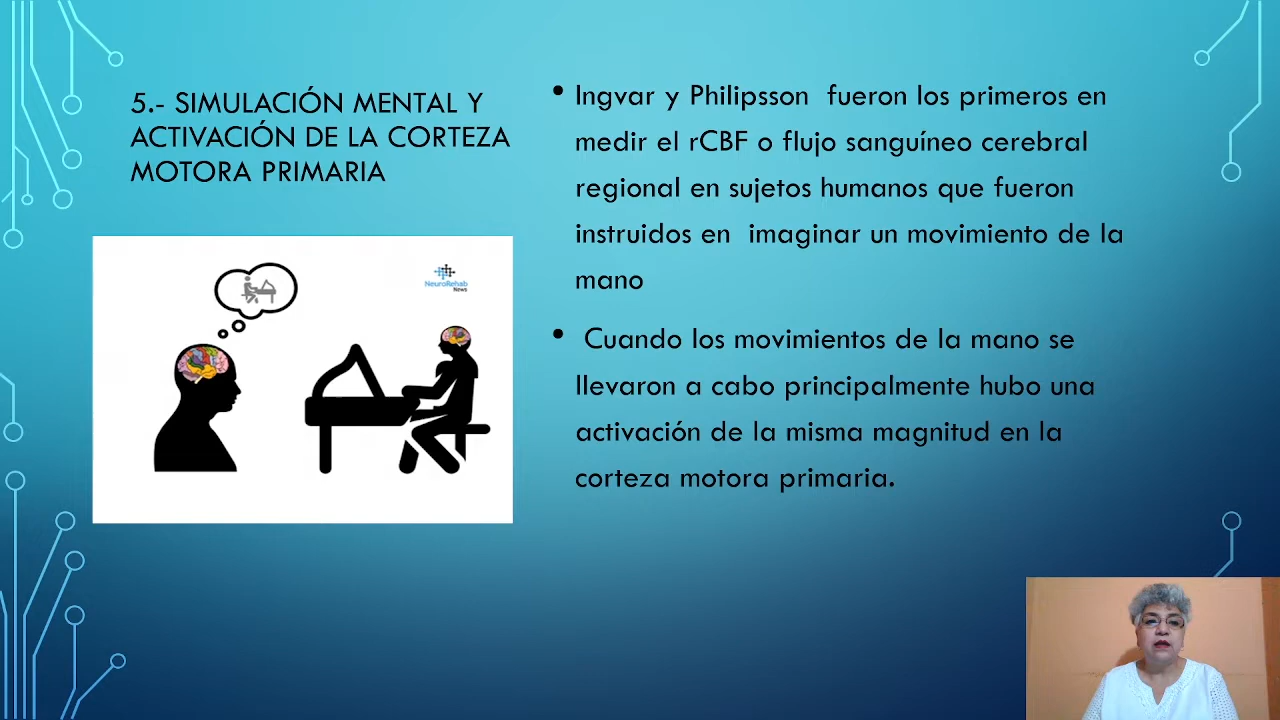 5.- SIMULACIÓN MENTAL Y
ACTIVACIÓN DE LA CORTEZA
MOTORA PRIMARIA
NeuroRehab
News
• Ingvar y Philipsson fueron los primeros en
medir el rCBF o flujo sanguíneo cerebral
regional en sujetos humanos que fueron
instruidos en imaginar un movimiento de la
mano
• Cuando los movimientos de la mano se
llevaron a cabo principalmente hubo una
activación de la misma magnitud en la
corteza motora primaria.